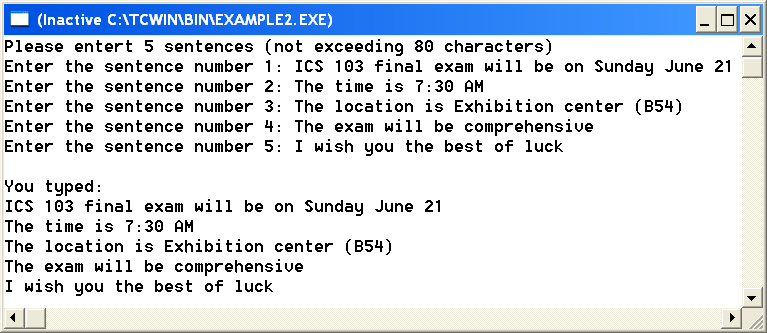 (Inactive C:\TCWIN\BIN\EXAMPLE2.EXE)
Please entert 5 sentences (not exceeding 80 characters)
Enter the sentence number 1: ICS 103 final exam will be on Sunday June 21
Enter the sentence number 2: The time is 7:30 AM
Enter the sentence number 3: The location is Exhibition center (B54)
Enter the sentence number 4: The exam will be comprehensive
Enter the sentence number 5: I wish you the best of luck
You typed:
ICS 103 final exam will be on Sunday June 21
The time is 7:30 AM
The location is Exhibition center (B54)
The exam will be comprehensive
I wish you the best of luck